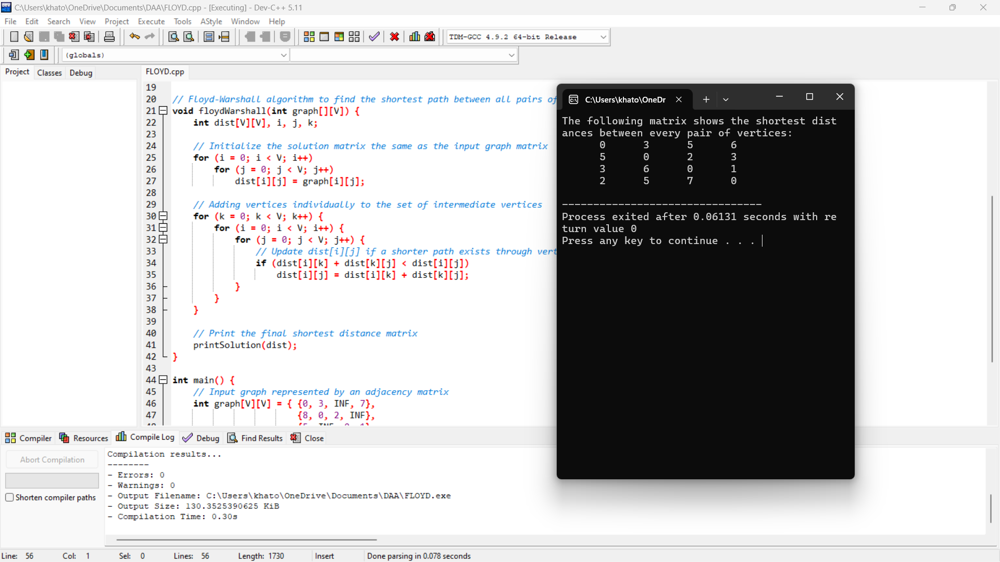 C:\Users\khato\OneDrive\Documents\DAA\FLOYD.cpp - [Executing] - Dev-C++ 5.11
File Edit Search View Project Execute Tools AStyle Window Help
TDM-GCC 4.9.2 64-bit Release
(globals)
Project Classes Debug
FLOYD.cpp
19
20 // Floyd-Warshall algorithm to find the shortest path between all pairs of
21 void floydWarshall(int graph[][V]) {
22 int dist[V][V], i, j, k;
23
24 // Initialize the solution matrix the same as the input graph matrix
25 for (i = 0; i < V; i++)
26 for (j = 0; j < V; j++)
27 dist[i][j] = graph[i][j];
28
29 // Adding vertices individually to the set of intermediate vertices
30 for (k = 0; k < V; k++) {
31 for (i = 0; i < V; i++) {
32 for (j = 0; j < V; j++) {
33 // Update dist[i][j] if a shorter path exists through vert
34 if (dist[i][k] + dist[k][j] < dist[i][j])
35 dist[i][j] = dist[i][k] + dist[k][j];
36 }
37 }
38 }
39
40 // Print the final shortest distance matrix
41 printSolution(dist);
42 }
43
44 int main() {
45 // Input graph represented by an adjacency matrix
46 int graph[V][V] = { {0, 3, INF, 7},
47 {8, 0, 2, INF},
C:\Users\khato\OneDr
The following matrix shows the shortest dist
ances between every pair of vertices:
0 3 5 6
5 0 2 3
3 6 0 1
2 5 7 0
--------------------------------
Process exited after 0.06131 seconds with re
turn value 0
Press any key to continue . . .
Compiler Resources Compile Log Debug Find Results Close
Abort Compilation
Shorten compiler paths
Compilation results...
--------
- Errors: 0
- Warnings: 0
- Output Filename: C:\Users\khato\OneDrive\Documents\DAA\FLOYD.exe
- Output Size: 130.3525390625 KiB
- Compilation Time: 0.30s
Line: 56 Col: 1 Sel: 0 Lines: 56 Length: 1730 Insert Done parsing in 0.078 seconds